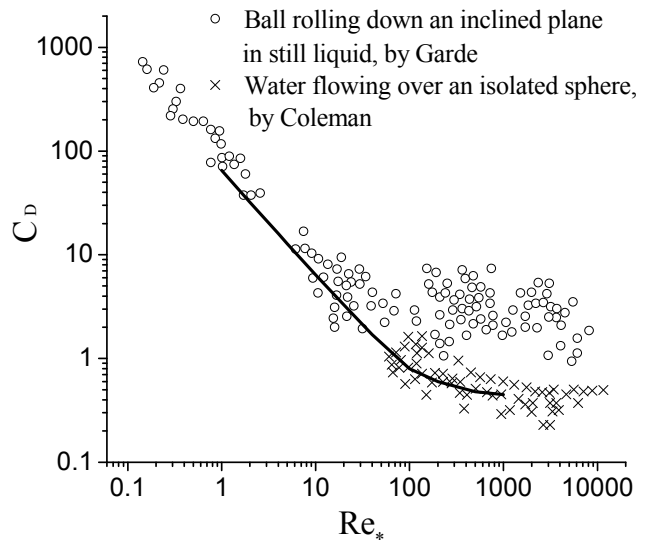 Ball rolling down an inclined plane
in still liquid, by Garde
Water flowing over an isolated sphere,
by Coleman
1000
100
10
1
0.1
C_D
0.1 1 10 100 1000 10000
Re_*